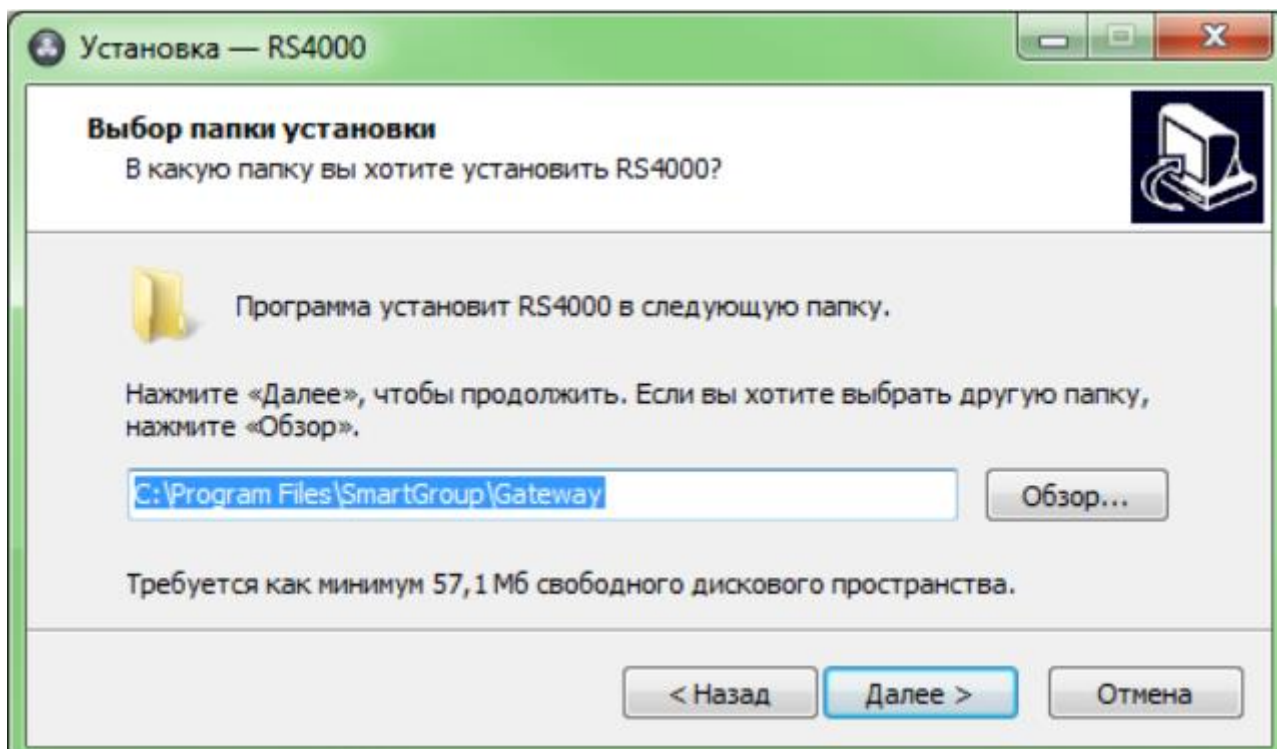 Установка — RS4000
Выбор папки установки
В какую папку вы хотите установить RS4000?
Программа установит RS4000 в следующую папку.
Нажмите «Далее», чтобы продолжить. Если вы хотите выбрать другую папку,
нажмите «Обзор».
C:\Program Files\SmartGroup\Gateway
Обзор...
Требуется как минимум 57,1 Мб свободного дискового пространства.
< Назад
Далее >
Отмена